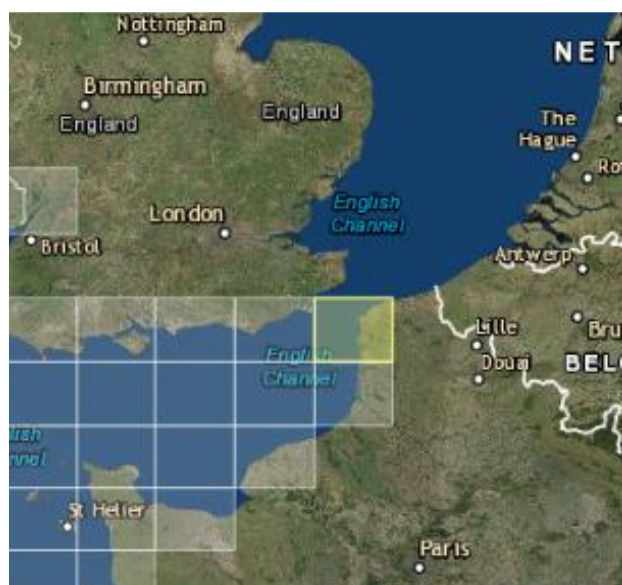 Nottingham
NET
Birmingham
England
England
The
Hague
Rot
London
English
Channel
Bristol
Antwerp
Lille
Bru
English
Channel
Douai
BEL
lish
nnel
St Helier
Paris